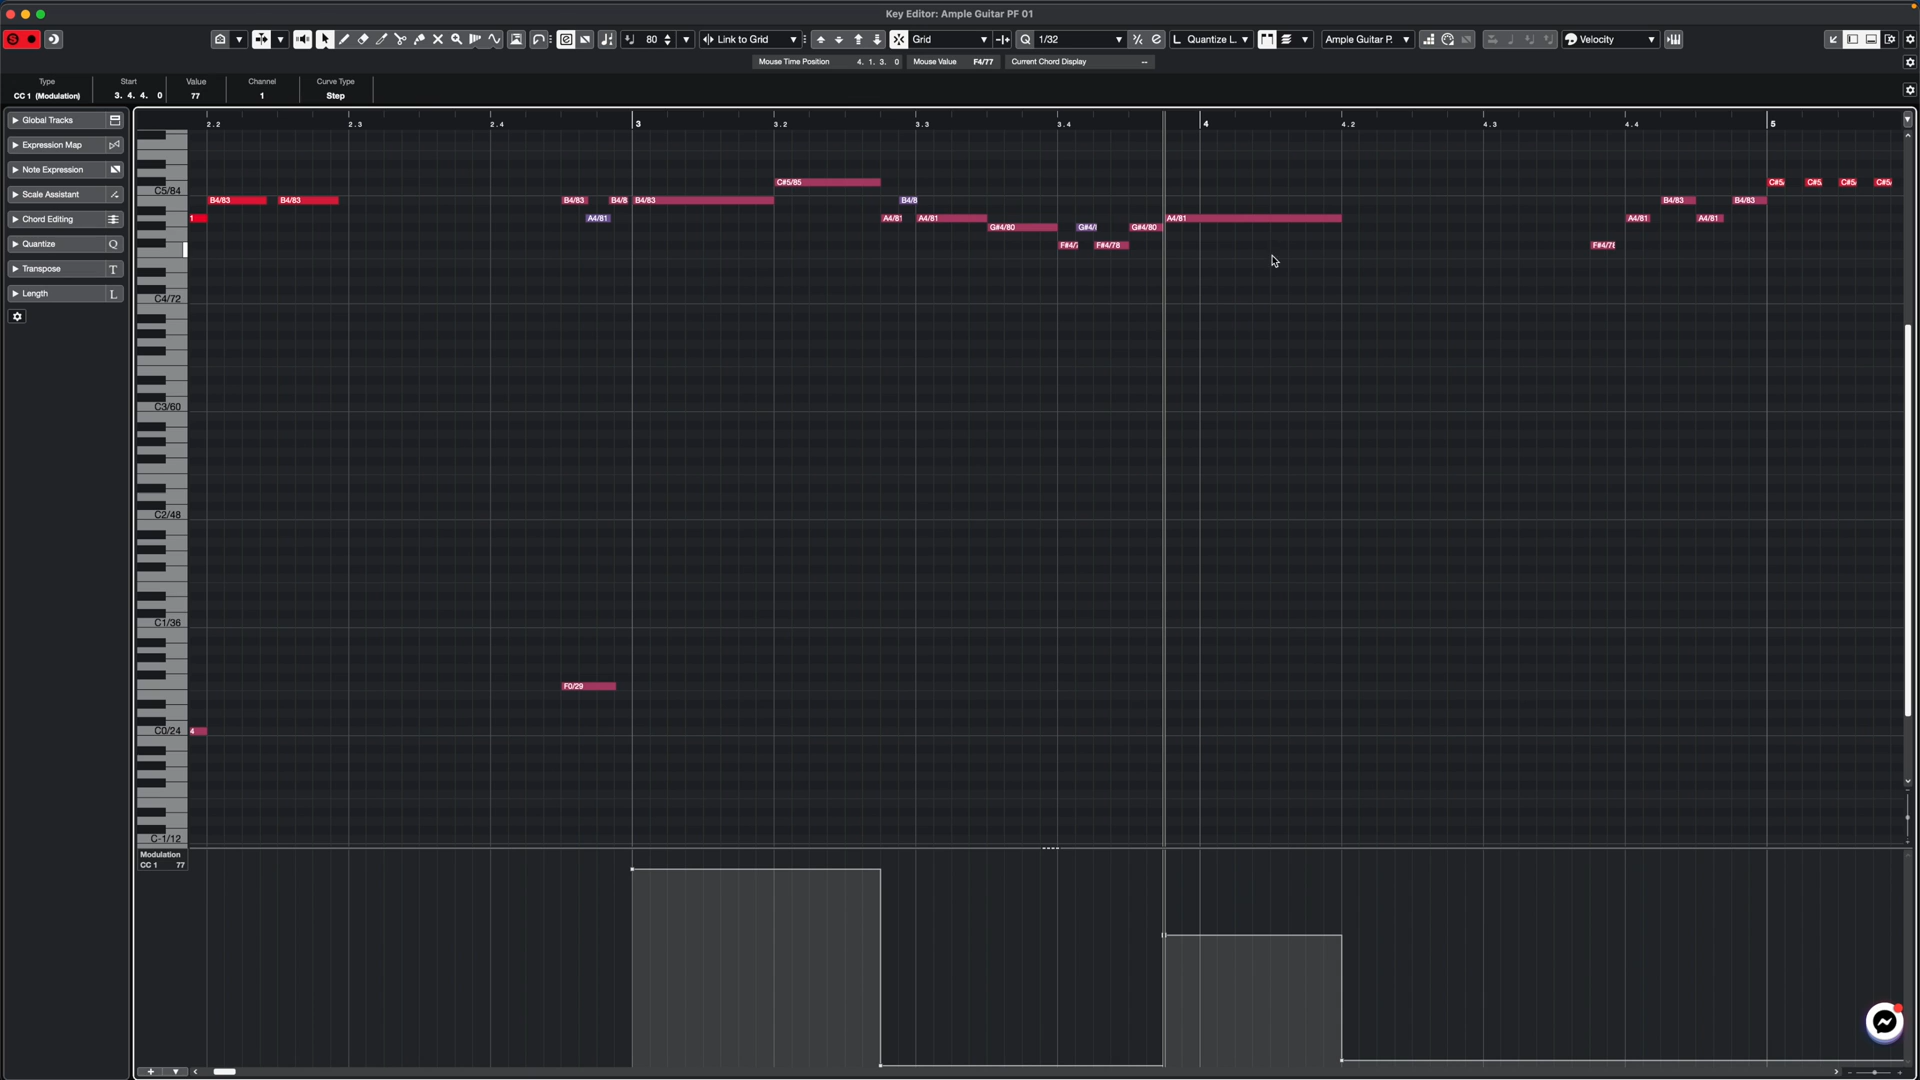 Key Editor: Ample Guitar PF 01
S 80 Link to Grid Grid Q 1/32 L Quantize L. Ample Guitar P. Velocity
Mouse Time Position 4. 1. 3. 0 Mouse Value F4/77 Current Chord Display --
Type Start Value Channel Curve Type
CC 1 (Modulation) 3. 4. 4. 0 77 1 Step
Global Tracks
Expression Map
Note Expression
Scale Assistant
Chord Editing
Quantize Q
Transpose T
Length L
2.2 2.3 2.4 3 3.2 3.3 3.4 4 4.2 4.3 4.4 5
C#5/85 C#5 C#5 C#5 C#5
C5/84
B4/83 B4/83 B4/83 B4/8 B4/83 B4/8 B4/83 B4/83
1 A4/81 A4/81 A4/81 A4/81 A4/81 A4/81
G#4/80 G#4/ G#4/80
F#4/7 F#4/78 F#4/78
C4/72
C3/60
C2/48
C1/36
F0/29
C0/24 4
C-1/12
Modulation
CC 1 77